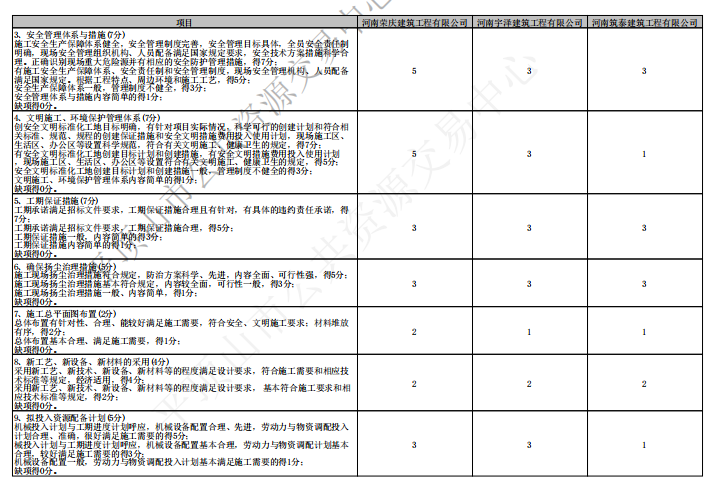 项目 河南荣庆建筑工程有限公司 河南宇泽建筑工程有限公司 河南筑泰建筑工程有限公司
3、安全管理体系与措施(7分)
施工安全生产保障体系健全，安全管理制度完善，安全管理目标具体，全员安全责任制
明确，现场安全管理组织机构、人员配备满足国家规定要求，安全技术方案措施科学合
理。正确识别现场重大危险源并有相应的安全防护管理措施，得7分；
有施工安全生产保障体系、安全责任制和安全管理制度，现场安全管理机构、人员配备
满足国家规定。根据工程特点、周边环境和施工工艺，得5分；
安全生产保障体系一般，管理制度不健全，得3分；
安全管理体系与措施内容简单的得1分；
缺项得0分。
5 3 3
4、文明施工、环境保护管理体系(7分)
创安全文明标准化工地目标明确，有针对项目实际情况，科学可行的创建计划和符合相
关标准、规范、规程的创建保证措施和安全文明措施费用投入使用计划，现场施工区、
生活区、办公区等设置科学规范，符合有关文明施工、健康卫生的规定，得7分；
有安全文明标准化工地创建目标计划和创建措施，有安全文明措施费用投入使用计划
，现场施工区、生活区、办公区等设置符合有关文明施工、健康卫生的规定，得5分；
安全文明标准化工地创建目标计划和创建措施一般，管理制度不健全的得3分；
文明施工、环境保护管理体系内容简单的得1分；
缺项得0分。
5 3 1
5、工期保证措施(7分)
工期承诺满足招标文件要求，工期保证措施合理且有针对，有具体的违约责任承诺，得
7分；
工期承诺满足招标文件要求，工期保证措施合理，得5分；
工期保证措施一般，内容简单的得3分；
工期保证措施内容简单的得1分；
缺项得0分。
3 3 3
6、确保扬尘治理措施(5分)
施工现场扬尘治理措施符合规定，防治方案科学、先进，内容全面、可行性强，得5分；
施工现场扬尘治理措施基本符合规定，内容较全面，可行性一般，得3分；
施工现场扬尘治理措施一般、内容简单，得1分；
缺项得0分。
3 3 3
7、施工总平面图布置(2分)
总体布置有针对性、合理、能较好满足施工需要，符合安全、文明施工要求；材料堆放
有序，得2分；
总体布置基本合理、满足施工需要，得1分；
缺项得0分。
2 1 1
8、新工艺、新设备、新材料的采用(4分)
采用新工艺、新技术、新设备、新材料等的程度满足设计要求，符合施工需要和相应技
术标准等规定，经济适用，得4分；
采用新工艺、新技术、新设备、新材料等的程度满足设计要求， 基本符合施工要求和相
应技术标准等规定，得2分；
缺项得0分。
2 2 2
9、拟投入资源配备计划(5分)
机械投入计划与工期进度计划呼应，机械设备配置合理、先进，劳动力与物资调配投入
计划合理、准确，很好满足施工需要的得5分；
械投入计划与工期进度计划呼应，机械设备配置基本合理，劳动力与物资调配计划基本
合理，较好满足施工需要的得3分；
机械设备配置一般，劳动力与物资调配投入计划基本满足施工需要的得1分；
缺项得0分。
3 3 1
平顶山市公共资源交易中心
平顶山市公共资源交易中心